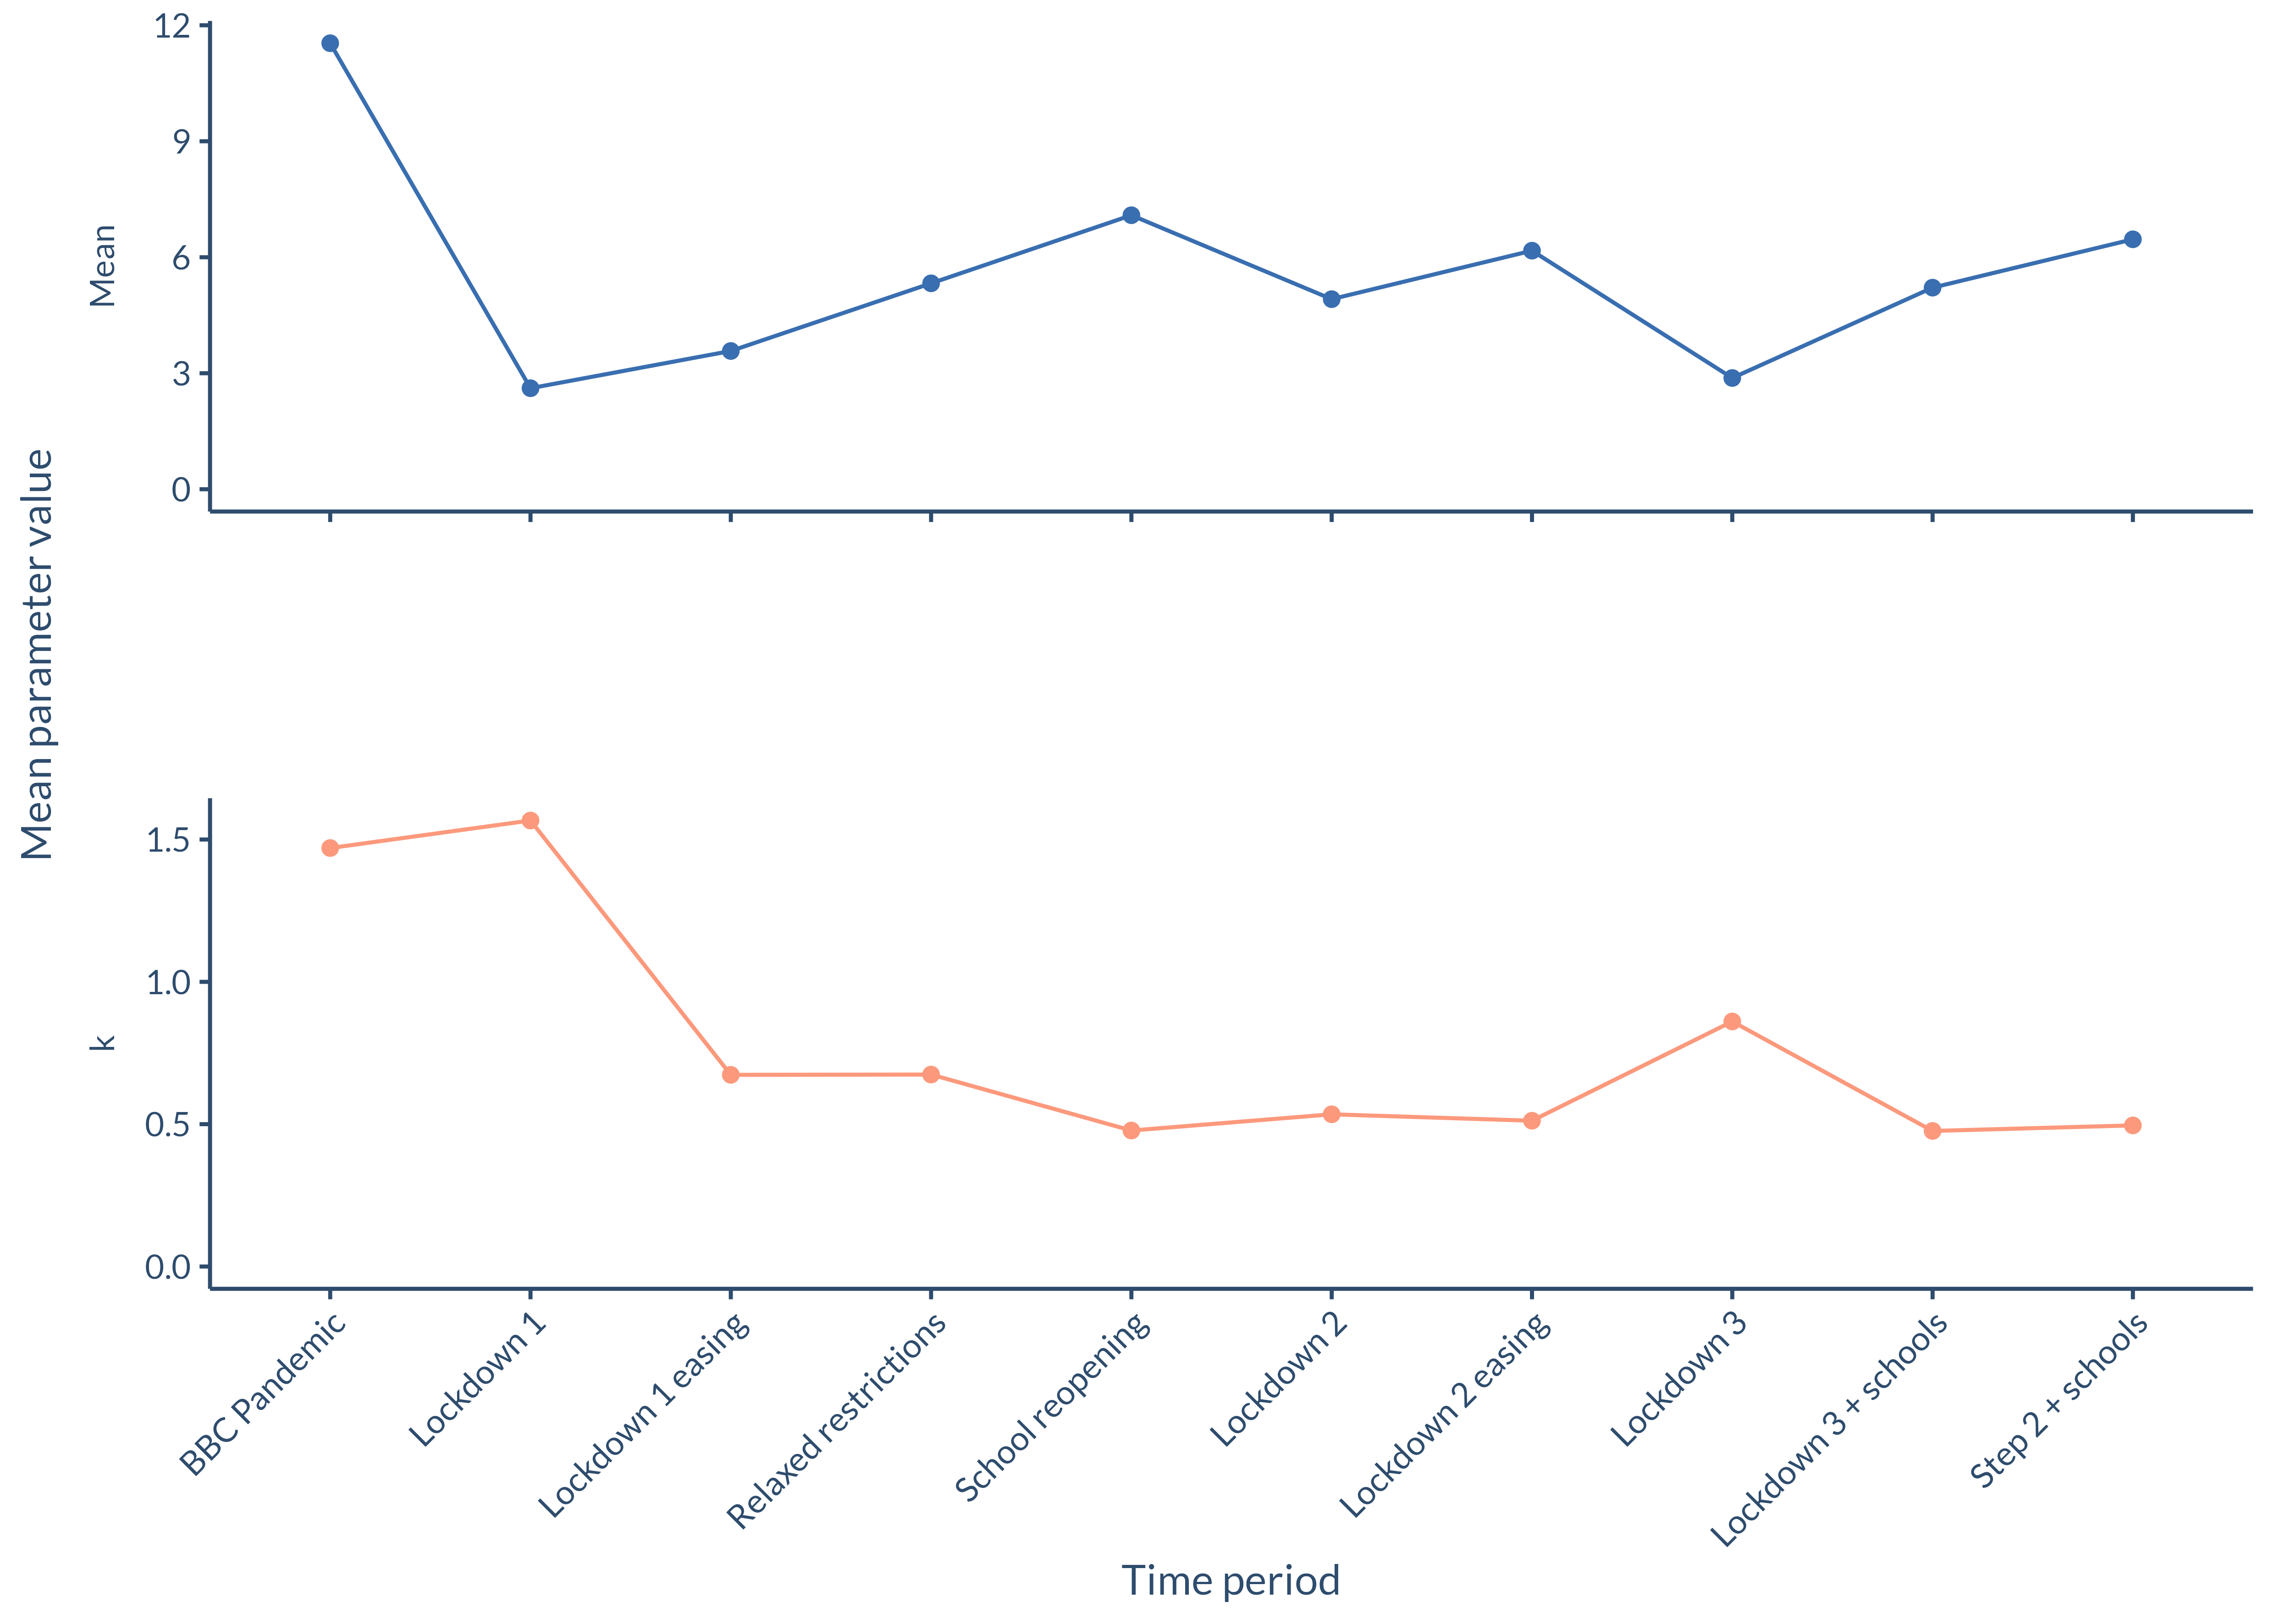 Mean parameter value
Mean
12
9
6
3
0
k
1.5
1.0
0.5
0.0
BBC Pandemic
Lockdown 1
Lockdown 1 easing
Relaxed restrictions
School reopening
Lockdown 2
Lockdown 2 easing
Lockdown 3
Lockdown 3 + schools
Step 2 + schools
Time period